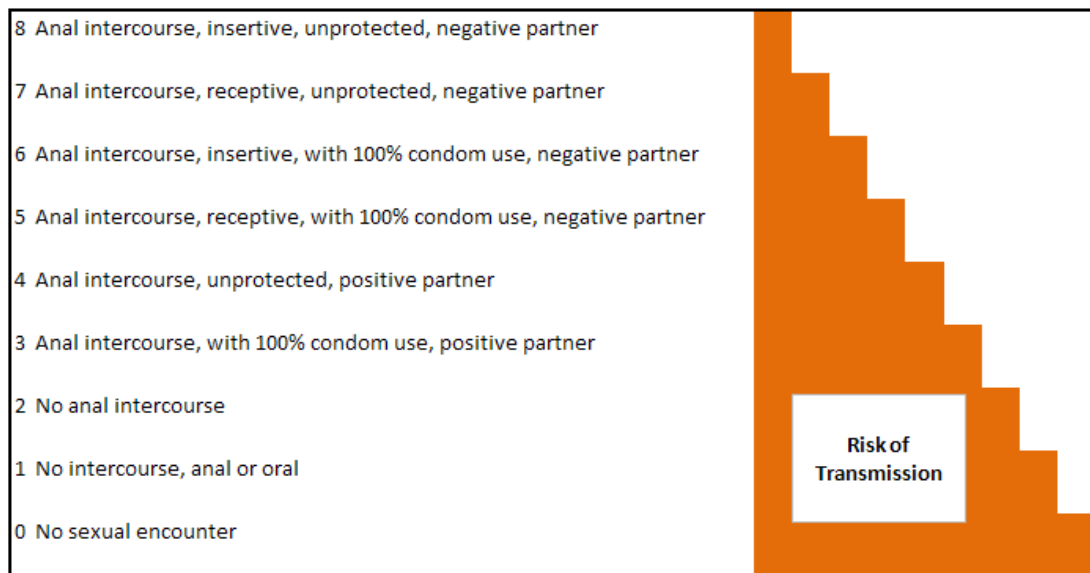 8 Anal intercourse, insertive, unprotected, negative partner
7 Anal intercourse, receptive, unprotected, negative partner
6 Anal intercourse, insertive, with 100% condom use, negative partner
5 Anal intercourse, receptive, with 100% condom use, negative partner
4 Anal intercourse, unprotected, positive partner
3 Anal intercourse, with 100% condom use, positive partner
2 No anal intercourse
1 No intercourse, anal or oral
0 No sexual encounter
Risk of
Transmission